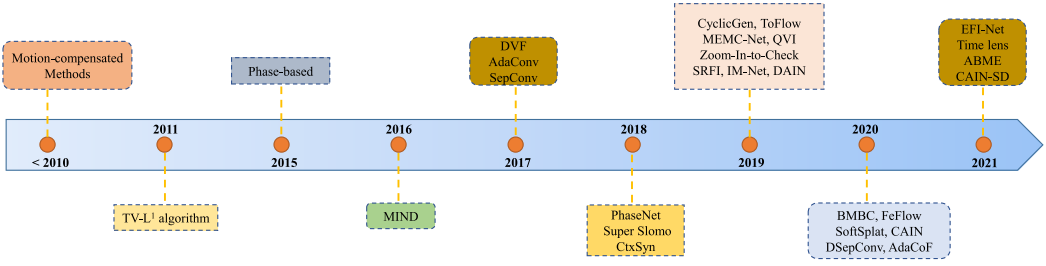 Motion-compensated
Methods
Phase-based
DVF
AdaConv
SepConv
CyclicGen, ToFlow
MEMC-Net, QVI
Zoom-In-to-Check
SRFI, IM-Net, DAIN
EFI-Net
Time lens
ABME
CAIN-SD
2011
2016
2018
2020
< 2010
2015
2017
2019
2021
TV-L¹ algorithm
MIND
PhaseNet
Super Slomo
CtxSyn
BMBC, FeFlow
SoftSplat, CAIN
DSepConv, AdaCoF